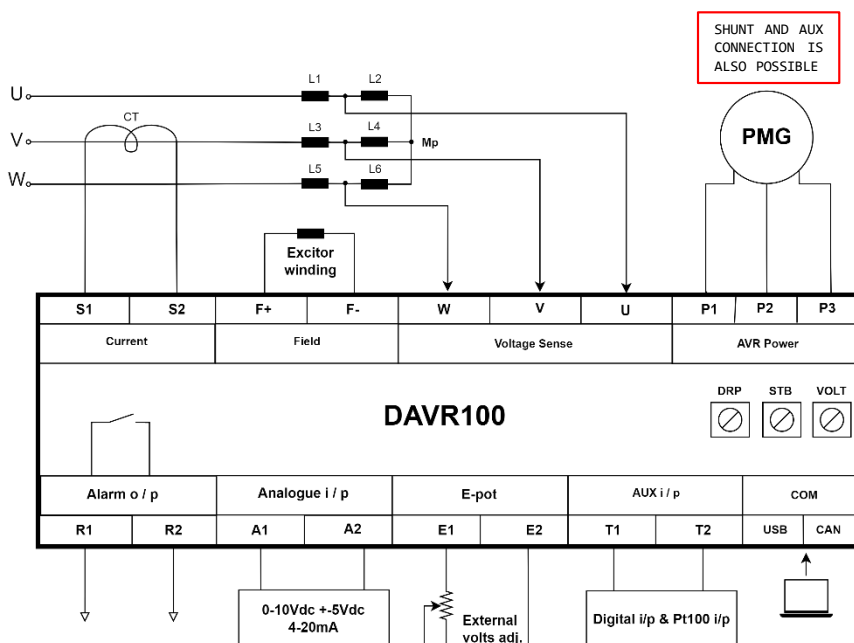 SHUNT AND AUX
CONNECTION IS
ALSO POSSIBLE
L1
L2
U
CT
PMG
L3
L4
V
Mp
L5
L6
W
Excitor
winding
S1
S2
F+
F-
W
V
U
P1
P2
P3
Current
Field
Voltage Sense
AVR Power
DRP
STB
VOLT
DAVR100
Alarm o / p
Analogue i / p
E-pot
AUX i / p
COM
R1
R2
A1
A2
E1
E2
T1
T2
USB
CAN
0-10Vdc +-5Vdc
4-20mA
External
volts adj.
Digital i/p & Pt100 i/p